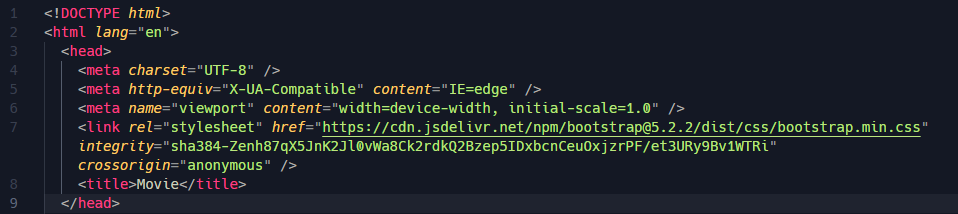 1 <!DOCTYPE html>
2 <html lang="en">
3 <head>
4 <meta charset="UTF-8" />
5 <meta http-equiv="X-UA-Compatible" content="IE=edge" />
6 <meta name="viewport" content="width=device-width, initial-scale=1.0" />
7 <link rel="stylesheet" href="https://cdn.jsdelivr.net/npm/bootstrap@5.2.2/dist/css/bootstrap.min.css"
integrity="sha384-Zenh87qX5JnK2Jl0vWa8Ck2rdkQ2Bzep5IDxbcnCeuOxjzrPF/et3URy9Bv1WTRi"
crossorigin="anonymous" />
8 <title>Movie</title>
9 </head>